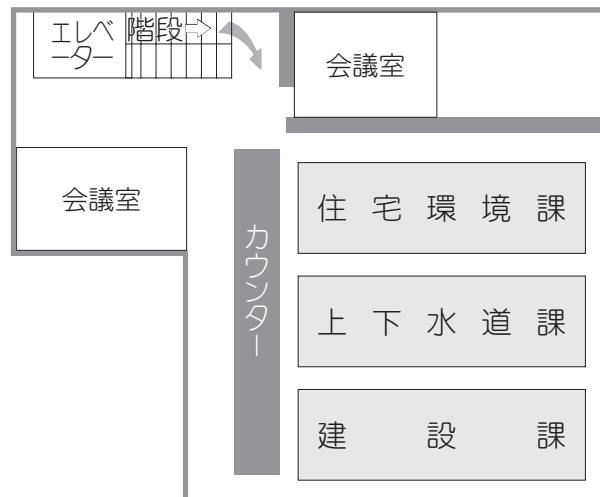 エレベ
ーター
階段
会議室
会議室
カウンター
住宅環境課
上下水道課
建設課